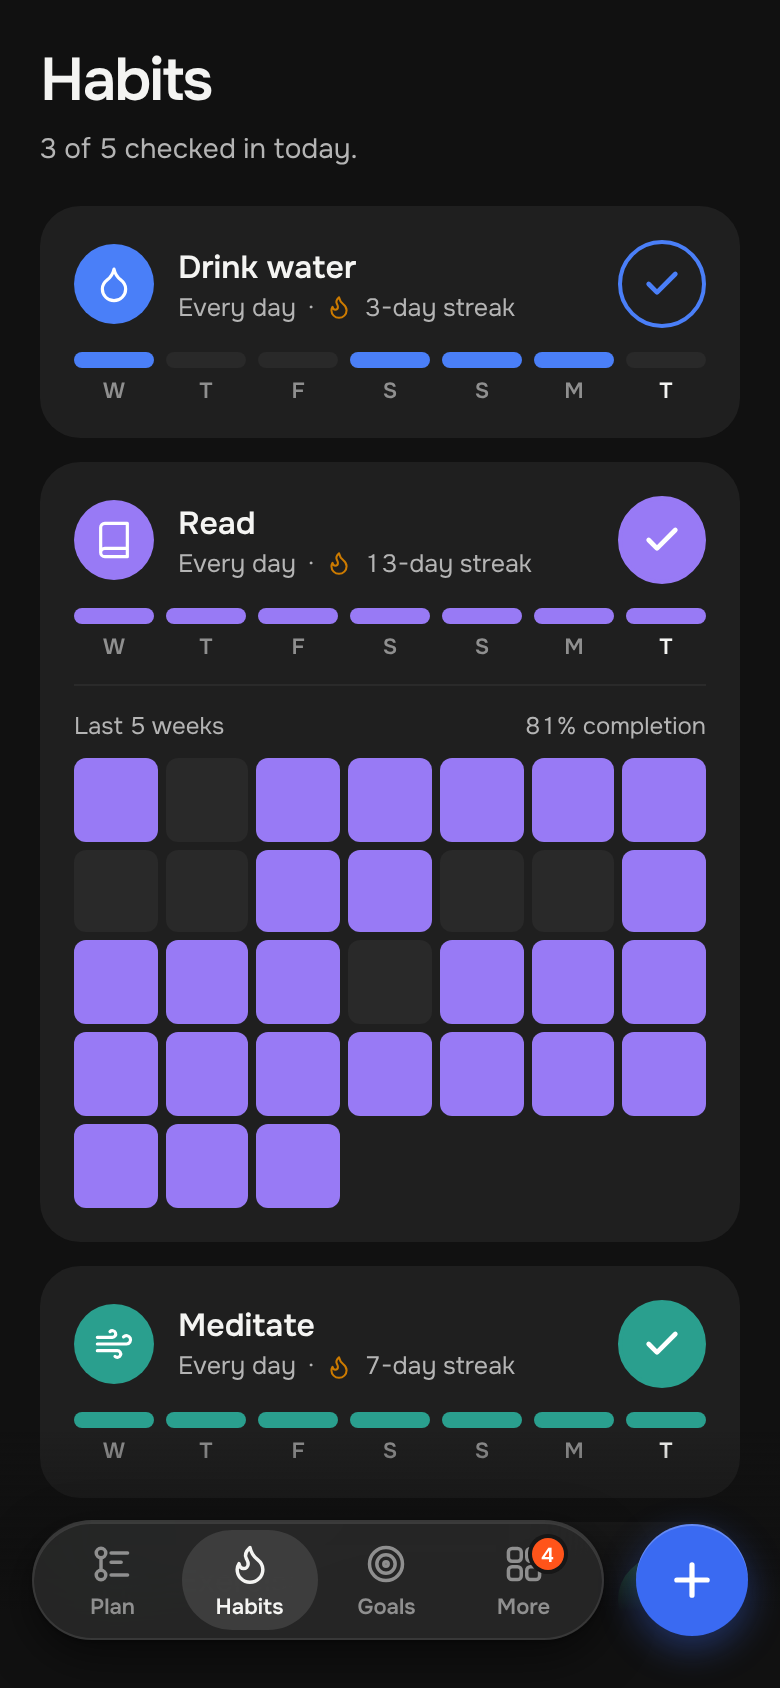 Habits
3 of 5 checked in today.
Drink water
Every day · 3-day streak
W T F S S M T
Read
Every day · 13-day streak
W T F S S M T
Last 5 weeks 81% completion
Meditate
Every day · 7-day streak
W T F S S M T
4
Plan Habits Goals More